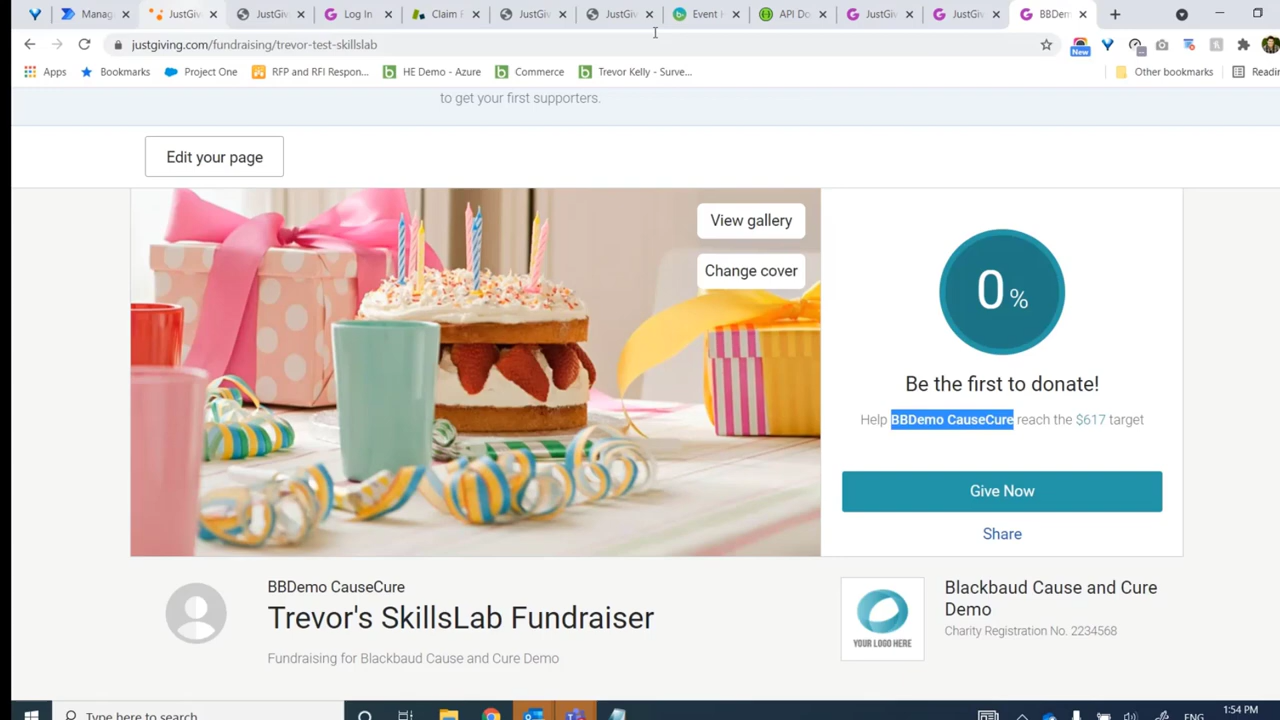 Manag
JustGiv
JustGiv
Log In
Claim F
JustGiv
JustGiv
Event H
API Do
JustGiv
JustGiv
BBDem
justgiving.com/fundraising/trevor-test-skillslab
New
Apps
Bookmarks
Project One
RFP and RFI Respon...
HE Demo - Azure
Commerce
Trevor Kelly - Surve...
Other bookmarks
Readin
to get your first supporters.
Edit your page
View gallery
Change cover
0 %
Be the first to donate!
Help BBDemo CauseCure reach the $617 target
Give Now
Share
BBDemo CauseCure
Trevor's SkillsLab Fundraiser
Fundraising for Blackbaud Cause and Cure Demo
YOUR LOGO HERE
Blackbaud Cause and Cure
Demo
Charity Registration No. 2234568
Type here to search
ENG
1:54 PM